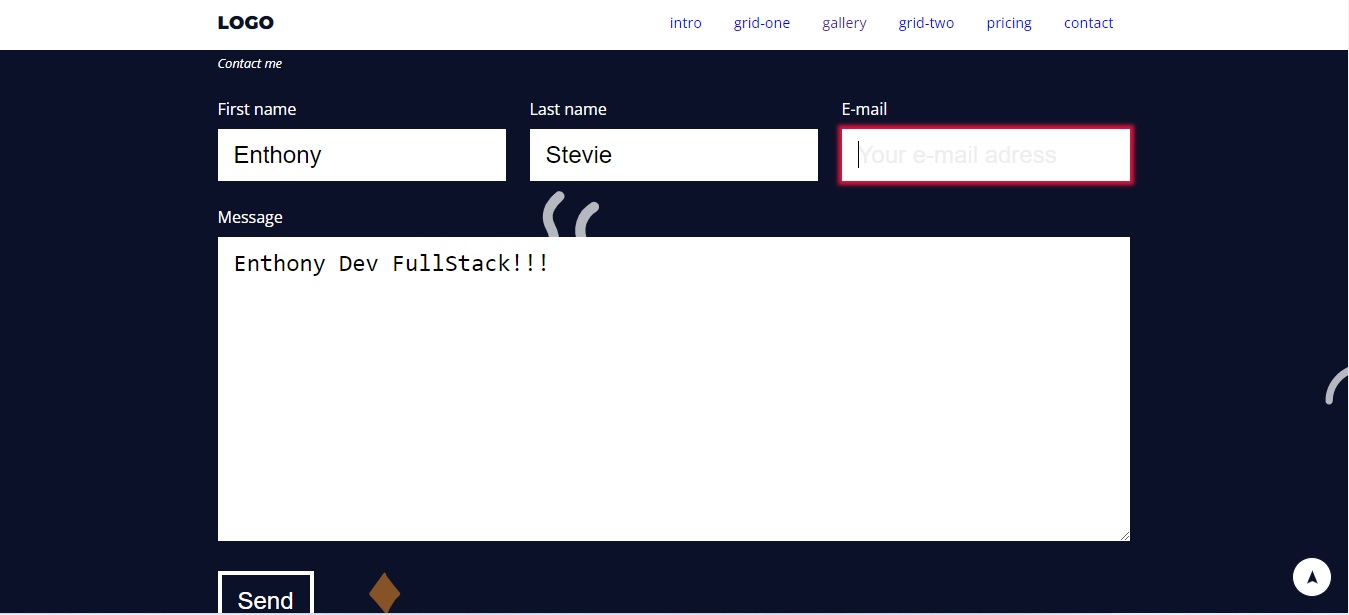 LOGO intro grid-one gallery grid-two pricing contact
Contact me
First name Last name E-mail
Enthony Stevie Your e-mail adress
Message
Enthony Dev FullStack!!!
Send